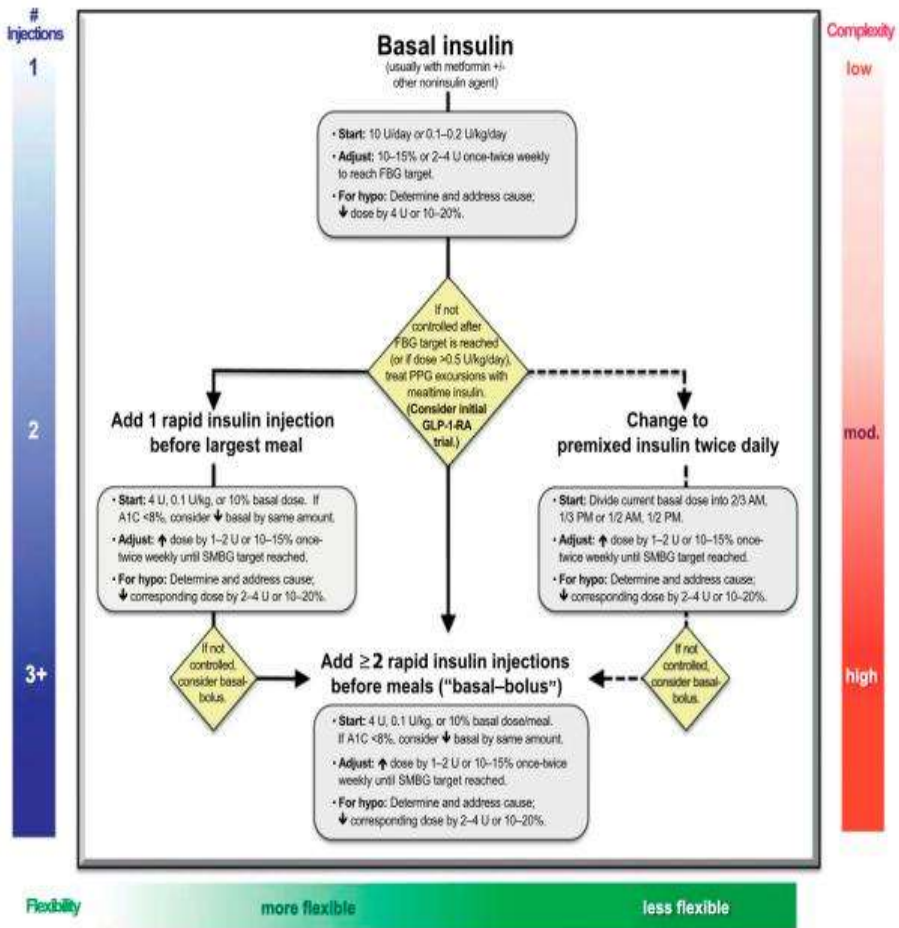 #
Injections
1
2
3+
Complexity
low
mod.
high
Basal insulin
(usually with metformin +/-
other noninsulin agent)
• Start: 10 U/day or 0.1–0.2 U/kg/day
• Adjust: 10–15% or 2–4 U once-twice weekly
to reach FBG target.
• For hypo: Determine and address cause;
↓ dose by 4 U or 10–20%.
If not
controlled after
FBG target is reached
(or if dose >0.5 U/kg/day),
treat PPG excursions with
mealtime insulin.
(Consider initial
GLP-1-RA
trial.)
Add 1 rapid insulin injection
before largest meal
• Start: 4 U, 0.1 U/kg, or 10% basal dose. If
A1C <8%, consider ↓ basal by same amount.
• Adjust: ↑ dose by 1–2 U or 10–15% once-
twice weekly until SMBG target reached.
• For hypo: Determine and address cause;
↓ corresponding dose by 2–4 U or 10–20%.
If not
controlled,
consider basal-
bolus.
Change to
premixed insulin twice daily
• Start: Divide current basal dose into 2/3 AM,
1/3 PM or 1/2 AM, 1/2 PM.
• Adjust: ↑ dose by 1–2 U or 10–15% once-
twice weekly until SMBG target reached.
• For hypo: Determine and address cause;
↓ corresponding dose by 2–4 U or 10–20%.
If not
controlled,
consider basal-
bolus.
Add ≥2 rapid insulin injections
before meals ("basal–bolus")
• Start: 4 U, 0.1 U/kg, or 10% basal dose/meal.
If A1C <8%, consider ↓ basal by same amount.
• Adjust: ↑ dose by 1–2 U or 10–15% once-twice
weekly until SMBG target reached.
• For hypo: Determine and address cause;
↓ corresponding dose by 2–4 U or 10–20%.
Flexibility
more flexible
less flexible